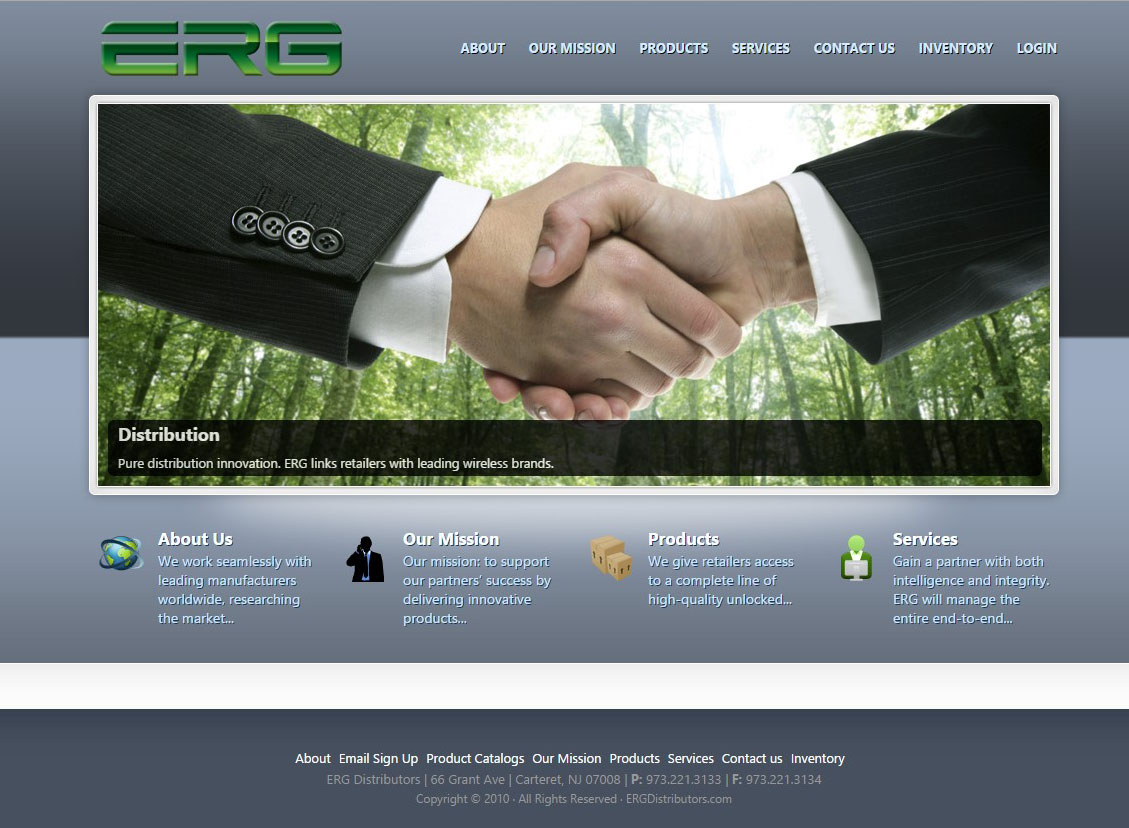 ERG
ABOUT OUR MISSION PRODUCTS SERVICES CONTACT US INVENTORY LOGIN
Distribution
Pure distribution innovation. ERG links retailers with leading wireless brands.
About Us
We work seamlessly with
leading manufacturers
worldwide, researching
the market...
Our Mission
Our mission: to support
our partners’ success by
delivering innovative
products...
Products
We give retailers access
to a complete line of
high-quality unlocked...
Services
Gain a partner with both
intelligence and integrity.
ERG will manage the
entire end-to-end...
About Email Sign Up Product Catalogs Our Mission Products Services Contact us Inventory
ERG Distributors | 66 Grant Ave | Carteret, NJ 07008 | P: 973.221.3133 | F: 973.221.3134
Copyright © 2010 · All Rights Reserved · ERGDistributors.com